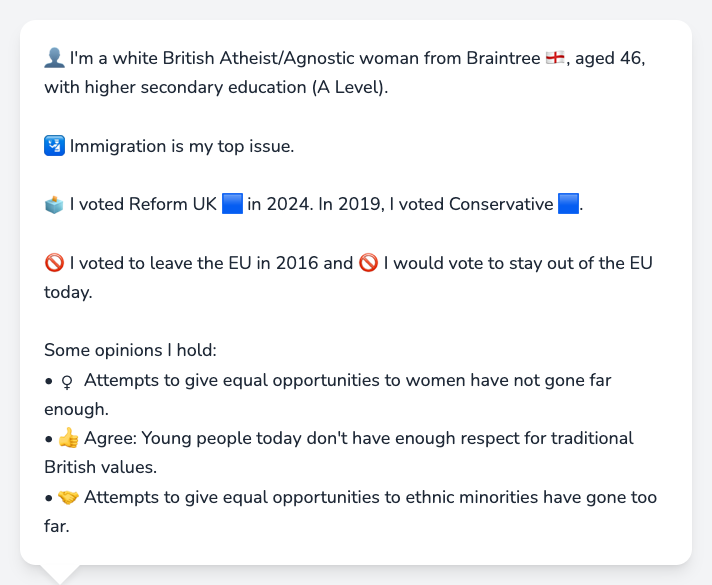 👤 I'm a white British Atheist/Agnostic woman from Braintree 🏴󠁧󠁢󠁥󠁮󠁧󠁿, aged 46,
with higher secondary education (A Level).
🛂 Immigration is my top issue.
🗳️ I voted Reform UK 🟦 in 2024. In 2019, I voted Conservative 🟦.
🚫 I voted to leave the EU in 2016 and 🚫 I would vote to stay out of the EU
today.
Some opinions I hold:
• ♀ Attempts to give equal opportunities to women have not gone far
enough.
• 👍 Agree: Young people today don't have enough respect for traditional
British values.
• 🤝 Attempts to give equal opportunities to ethnic minorities have gone too
far.